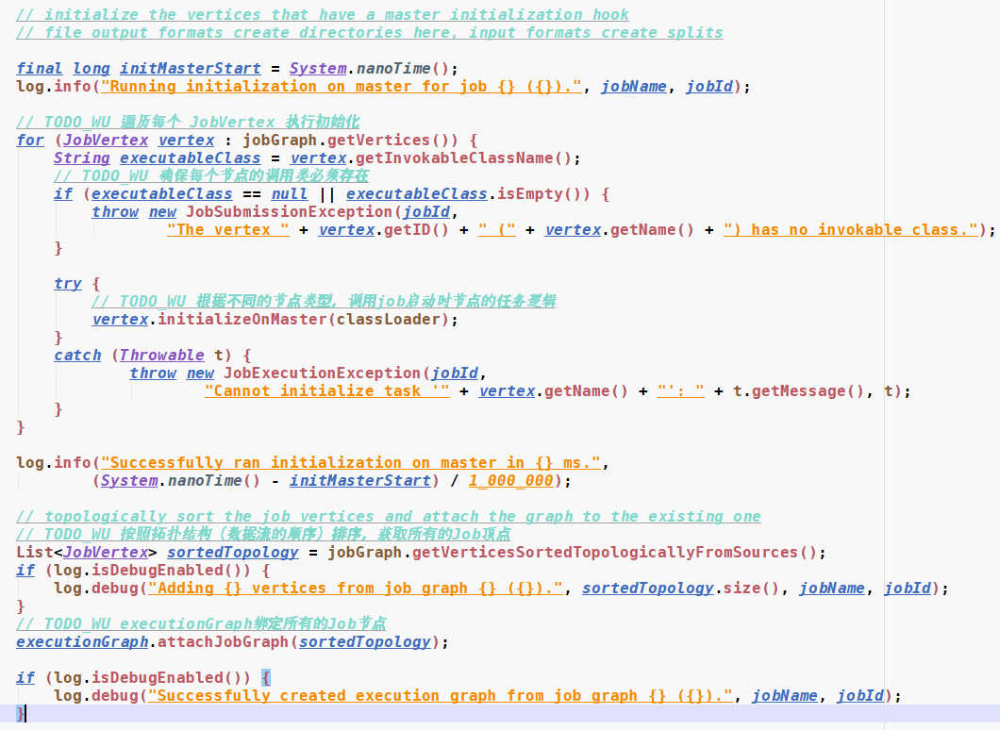 // initialize the vertices that have a master initialization hook
// file output formats create directories here, input formats create splits
final long initMasterStart = System.nanoTime();
log.info("Running initialization on master for job {} ({}).", jobName, jobId);
// TODO_WU 遍历每个 JobVertex 执行初始化
for (JobVertex vertex : jobGraph.getVertices()) {
String executableClass = vertex.getInvokableClassName();
// TODO_WU 确保每个节点的调用类必须存在
if (executableClass == null || executableClass.isEmpty()) {
throw new JobSubmissionException(jobId,
"The vertex " + vertex.getID() + " (" + vertex.getName() + ") has no invokable class.");
}
try {
// TODO_WU 根据不同的节点类型, 调用job启动时节点的任务逻辑
vertex.initializeOnMaster(classLoader);
}
catch (Throwable t) {
throw new JobExecutionException(jobId,
"Cannot initialize task '" + vertex.getName() + "': " + t.getMessage(), t);
}
}
log.info("Successfully ran initialization on master in {} ms.",
(System.nanoTime() - initMasterStart) / 1_000_000);
// topologically sort the job vertices and attach the graph to the existing one
// TODO_WU 按照拓扑结构（数据流的顺序）排序，获取所有的Job顶点
List<JobVertex> sortedTopology = jobGraph.getVerticesSortedTopologicallyFromSources();
if (log.isDebugEnabled()) {
log.debug("Adding {} vertices from job graph {} ({}).", sortedTopology.size(), jobName, jobId);
}
// TODO_WU executionGraph绑定所有的Job节点
executionGraph.attachJobGraph(sortedTopology);
if (log.isDebugEnabled()) {
log.debug("Successfully created execution graph from job graph {} ({}).", jobName, jobId);
}